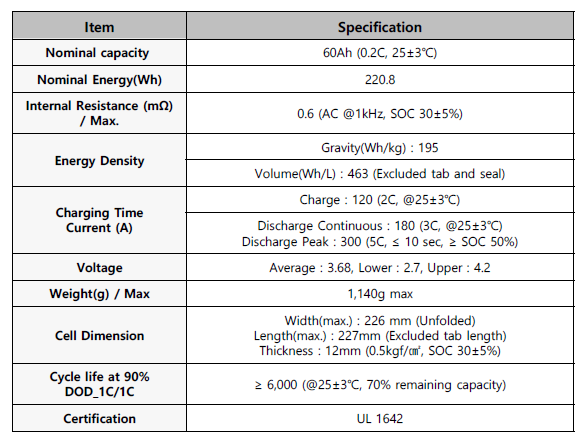 Item Specification
Nominal capacity 60Ah (0.2C, 25±3℃)
Nominal Energy(Wh) 220.8
Internal Resistance (mΩ)
/ Max. 0.6 (AC @1kHz, SOC 30±5%)
Energy Density
Gravity(Wh/kg) : 195
Volume(Wh/L) : 463 (Excluded tab and seal)
Charging Time
Current (A)
Charge : 120 (2C, @25±3℃)
Discharge Continuous : 180 (3C, @25±3℃)
Discharge Peak : 300 (5C, ≤ 10 sec, ≥ SOC 50%)
Voltage Average : 3.68, Lower : 2.7, Upper : 4.2
Weight(g) / Max 1,140g max
Cell Dimension
Width(max.) : 226 mm (Unfolded)
Length(max.) : 227mm (Excluded tab length)
Thickness : 12mm (0.5kgf/㎠, SOC 30±5%)
Cycle life at 90%
DOD_1C/1C ≥ 6,000 (@25±3℃, 70% remaining capacity)
Certification UL 1642